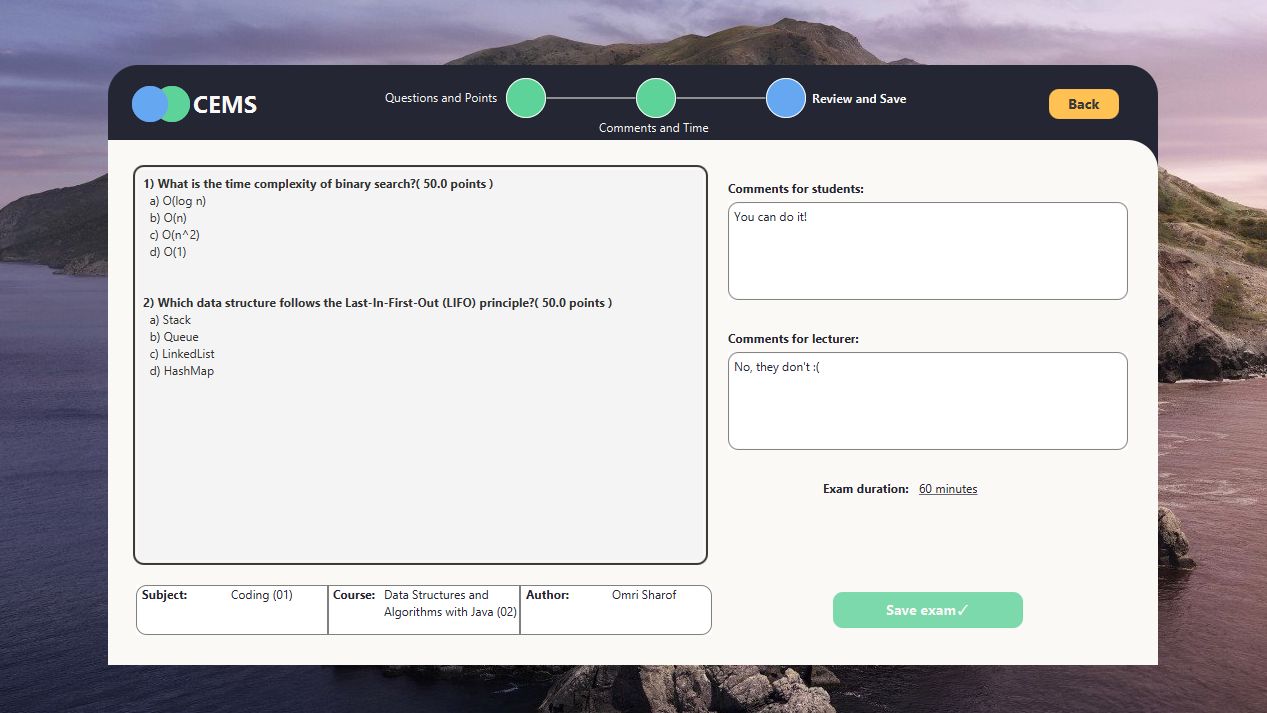 CEMS
Questions and Points
Comments and Time
Review and Save
Back
1) What is the time complexity of binary search?( 50.0 points )
a) O(log n)
b) O(n)
c) O(n^2)
d) O(1)
2) Which data structure follows the Last-In-First-Out (LIFO) principle?( 50.0 points )
a) Stack
b) Queue
c) LinkedList
d) HashMap
Comments for students:
You can do it!
Comments for lecturer:
No, they don't :(
Exam duration: 60 minutes
Subject: Coding (01)
Course: Data Structures and
Algorithms with Java (02)
Author: Omri Sharof
Save exam✓